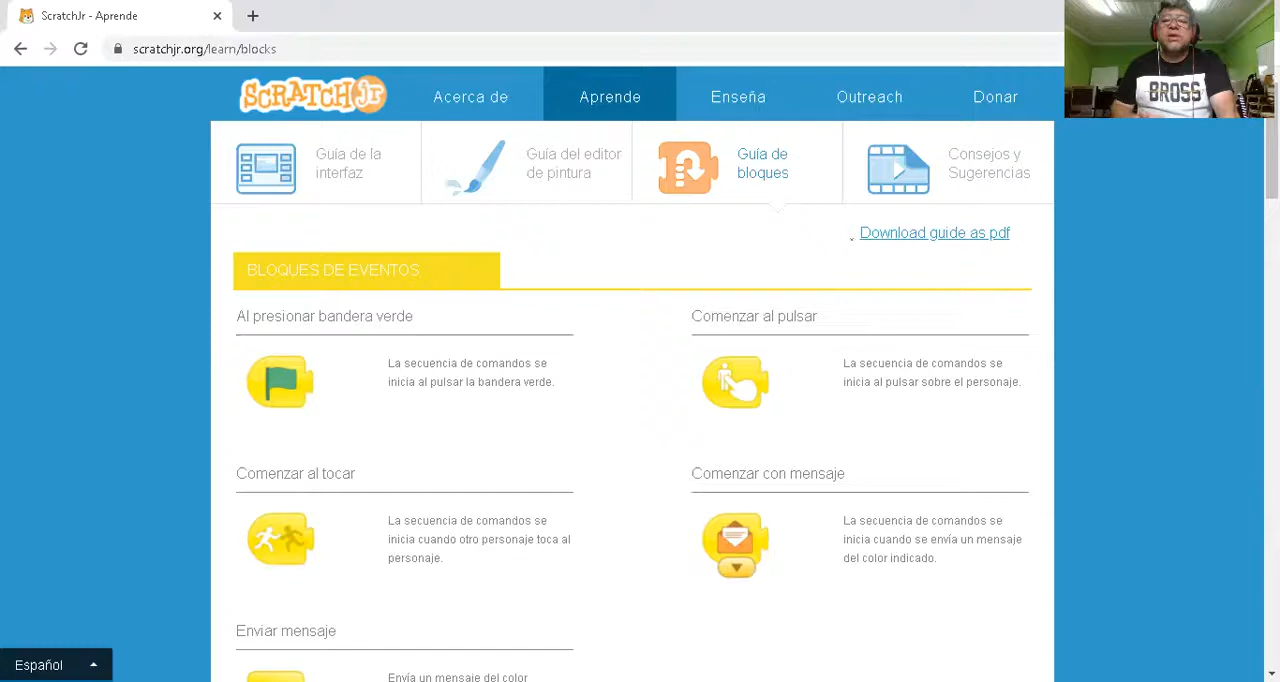 ScratchJr - Aprende
scratchjr.org/learn/blocks
SCRATCH Jr
Acerca de
Aprende
Enseña
Outreach
Donar
Guía de la
interfaz
Guía del editor
de pintura
Guía de
bloques
Consejos y
Sugerencias
Download guide as pdf
BLOQUES DE EVENTOS
Al presionar bandera verde
La secuencia de comandos se
inicia al pulsar la bandera verde.
Comenzar al pulsar
La secuencia de comandos se
inicia al pulsar sobre el personaje.
Comenzar al tocar
La secuencia de comandos se
inicia cuando otro personaje toca al
personaje.
Comenzar con mensaje
La secuencia de comandos se
inicia cuando se envía un mensaje
del color indicado.
Enviar mensaje
Envía un mensaje del color
Español
BROSS